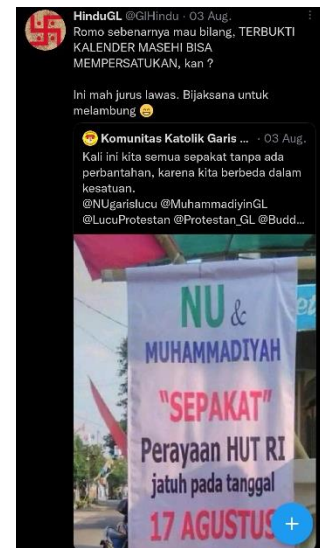 HinduGL @GlHindu · 03 Aug.
Romo sebenarnya mau bilang, TERBUKTI
KALENDER MASEHI BISA
MEMPERSATUKAN, kan ?
Ini mah jurus lawas. Bijaksana untuk
melambung 😄
Komunitas Katolik Garis ... · 03 Aug.
Kali ini kita semua sepakat tanpa ada
perbantahan, karena kita berbeda dalam
kesatuan.
@NUgarislucu @MuhammadiyinGL
@LucuProtestan @Protestan_GL @Budd...
NU &
MUHAMMADIYAH
"SEPAKAT"
Perayaan HUT RI
jatuh pada tanggal
17 AGUSTUS